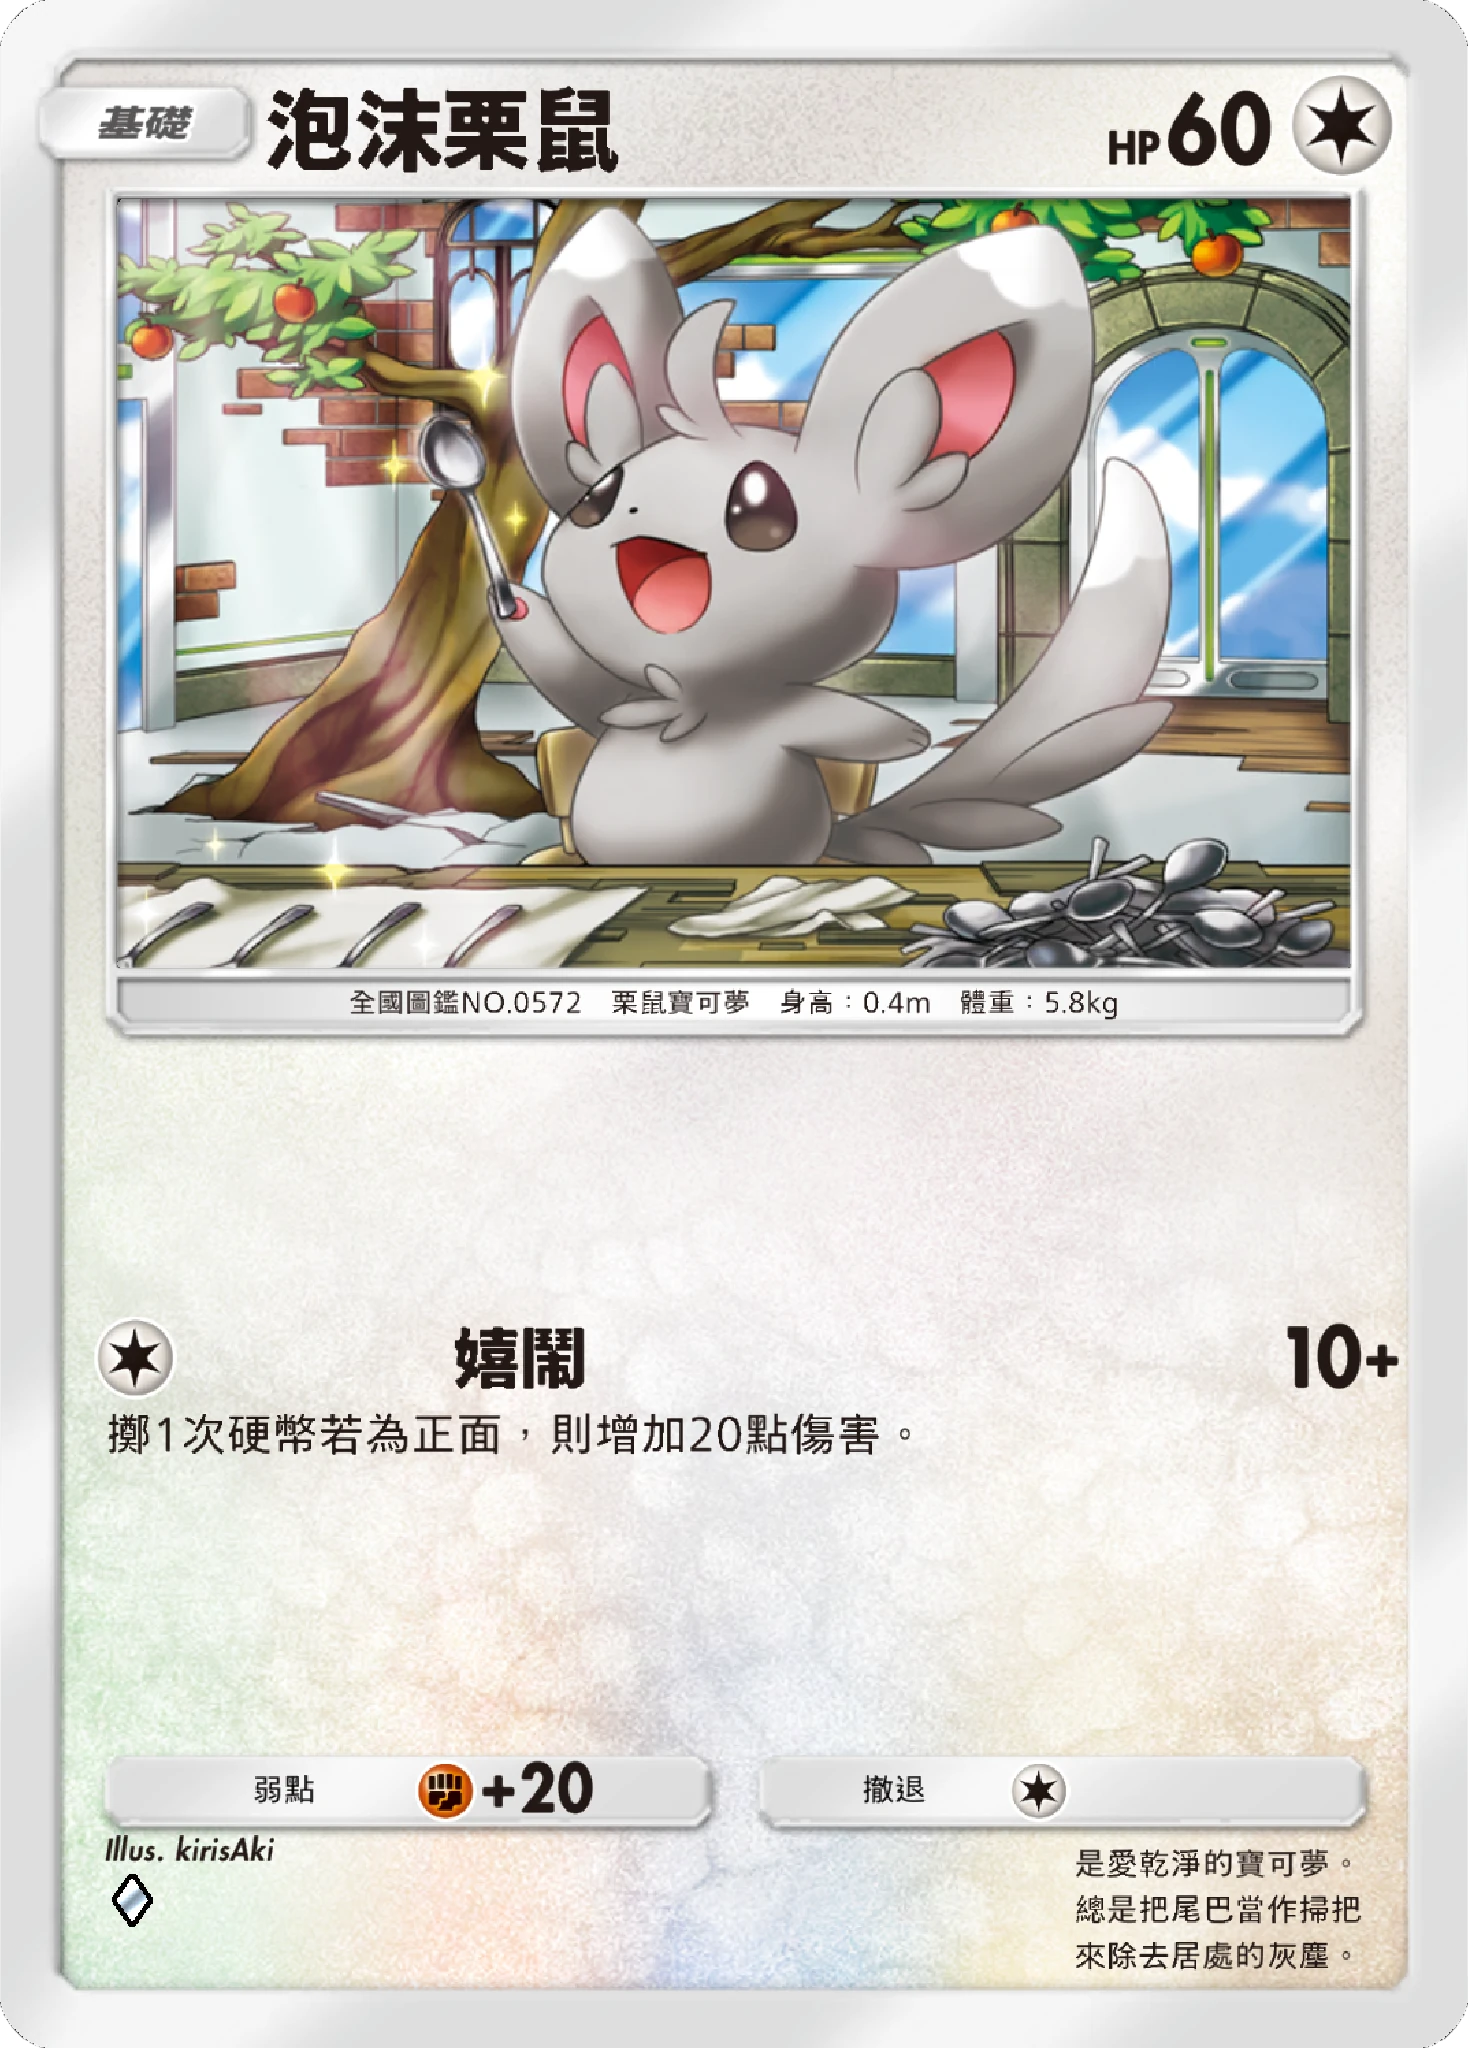 基礎 泡沫栗鼠 HP60
全國圖鑑NO.0572 栗鼠寶可夢 身高：0.4m 體重：5.8kg
嬉鬧 10+
擲1次硬幣若為正面，則增加20點傷害。
弱點 +20 撤退
Illus. kirisAki
是愛乾淨的寶可夢。
總是把尾巴當作掃把
來除去居處的灰塵。